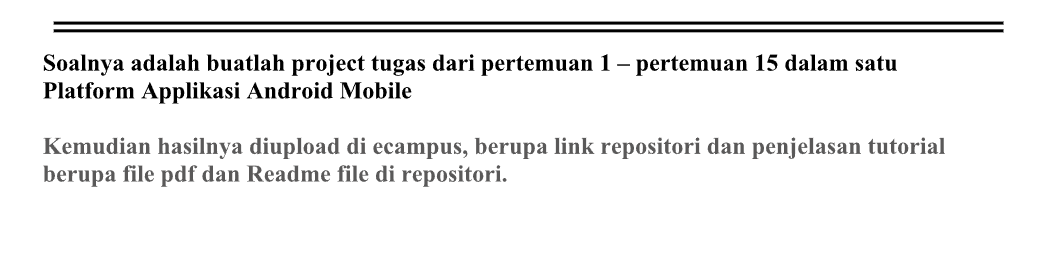 Soalnya adalah buatlah project tugas dari pertemuan 1 – pertemuan 15 dalam satu
Platform Applikasi Android Mobile
Kemudian hasilnya diupload di ecampus, berupa link repositori dan penjelasan tutorial
berupa file pdf dan Readme file di repositori.